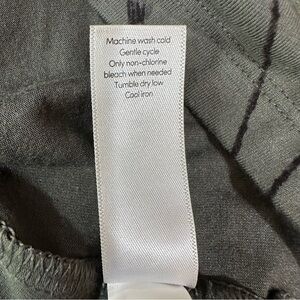 Machine wash cold
Gentle cycle
Only non-chlorine
bleach when needed
Tumble dry low
Cool iron